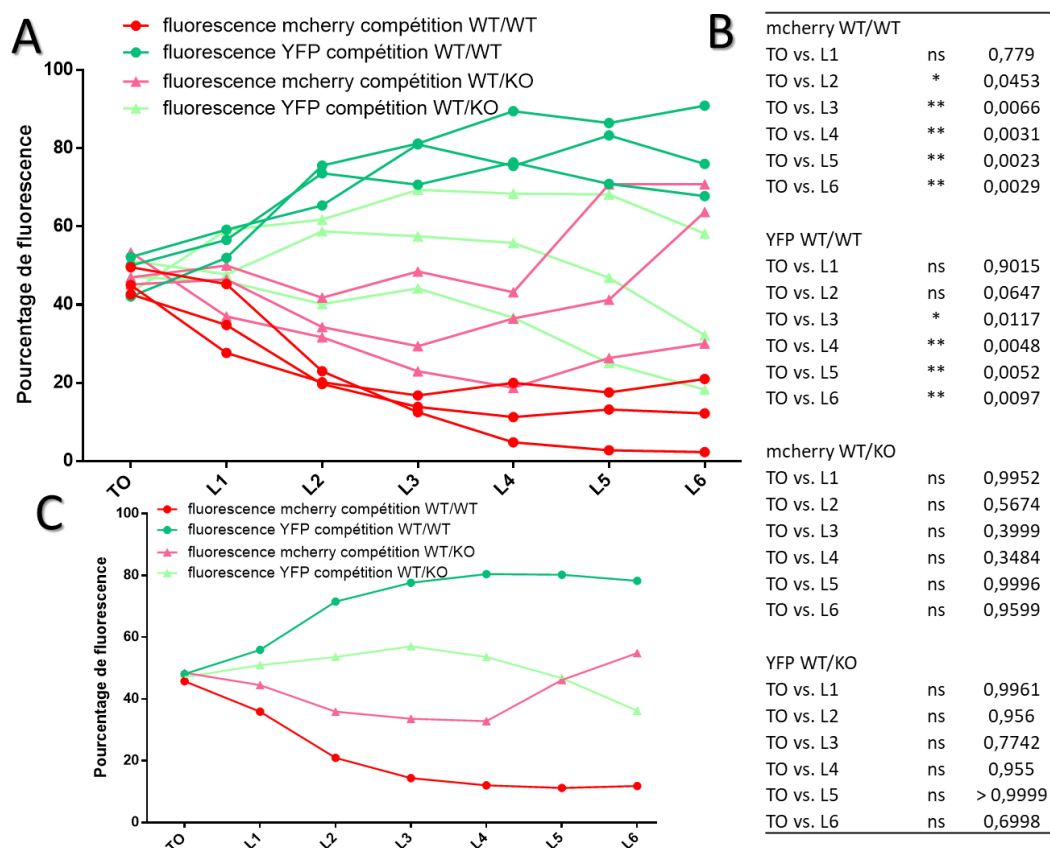 A
fluorescence mcherry compétition WT/WT
fluorescence YFP compétition WT/WT
fluorescence mcherry compétition WT/KO
fluorescence YFP compétition WT/KO
Pourcentage de fluorescence
100
80
60
40
20
0
TO L1 L2 L3 L4 L5 L6
B
mcherry WT/WT
TO vs. L1 ns 0,779
TO vs. L2 * 0,0453
TO vs. L3 ** 0,0066
TO vs. L4 ** 0,0031
TO vs. L5 ** 0,0023
TO vs. L6 ** 0,0029
YFP WT/WT
TO vs. L1 ns 0,9015
TO vs. L2 ns 0,0647
TO vs. L3 * 0,0117
TO vs. L4 ** 0,0048
TO vs. L5 ** 0,0052
TO vs. L6 ** 0,0097
mcherry WT/KO
TO vs. L1 ns 0,9952
TO vs. L2 ns 0,5674
TO vs. L3 ns 0,3999
TO vs. L4 ns 0,3484
TO vs. L5 ns 0,9996
TO vs. L6 ns 0,9599
YFP WT/KO
TO vs. L1 ns 0,9961
TO vs. L2 ns 0,956
TO vs. L3 ns 0,7742
TO vs. L4 ns 0,955
TO vs. L5 ns > 0,9999
TO vs. L6 ns 0,6998
C
fluorescence mcherry compétition WT/WT
fluorescence YFP compétition WT/WT
fluorescence mcherry compétition WT/KO
fluorescence YFP compétition WT/KO
Pourcentage de fluorescence
100
80
60
40
20
0
TO L1 L2 L3 L4 L5 L6